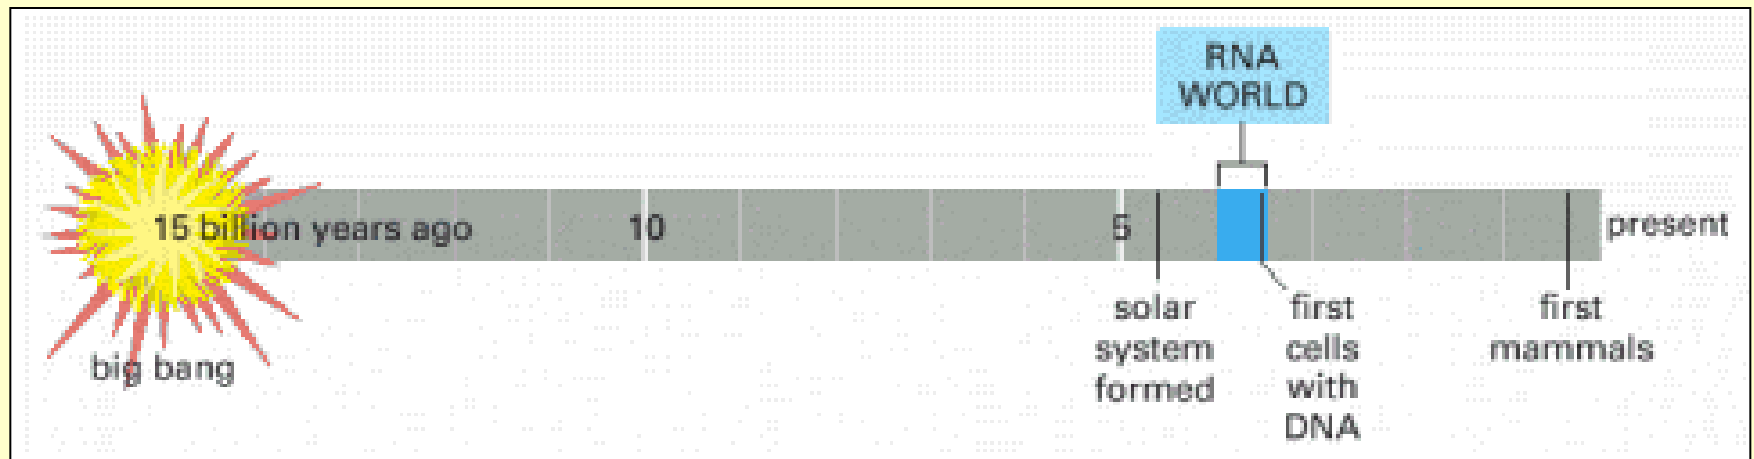 RNA
WORLD
15 billion years ago
10
5
present
big bang
solar
system
formed
first
cells
with
DNA
first
mammals